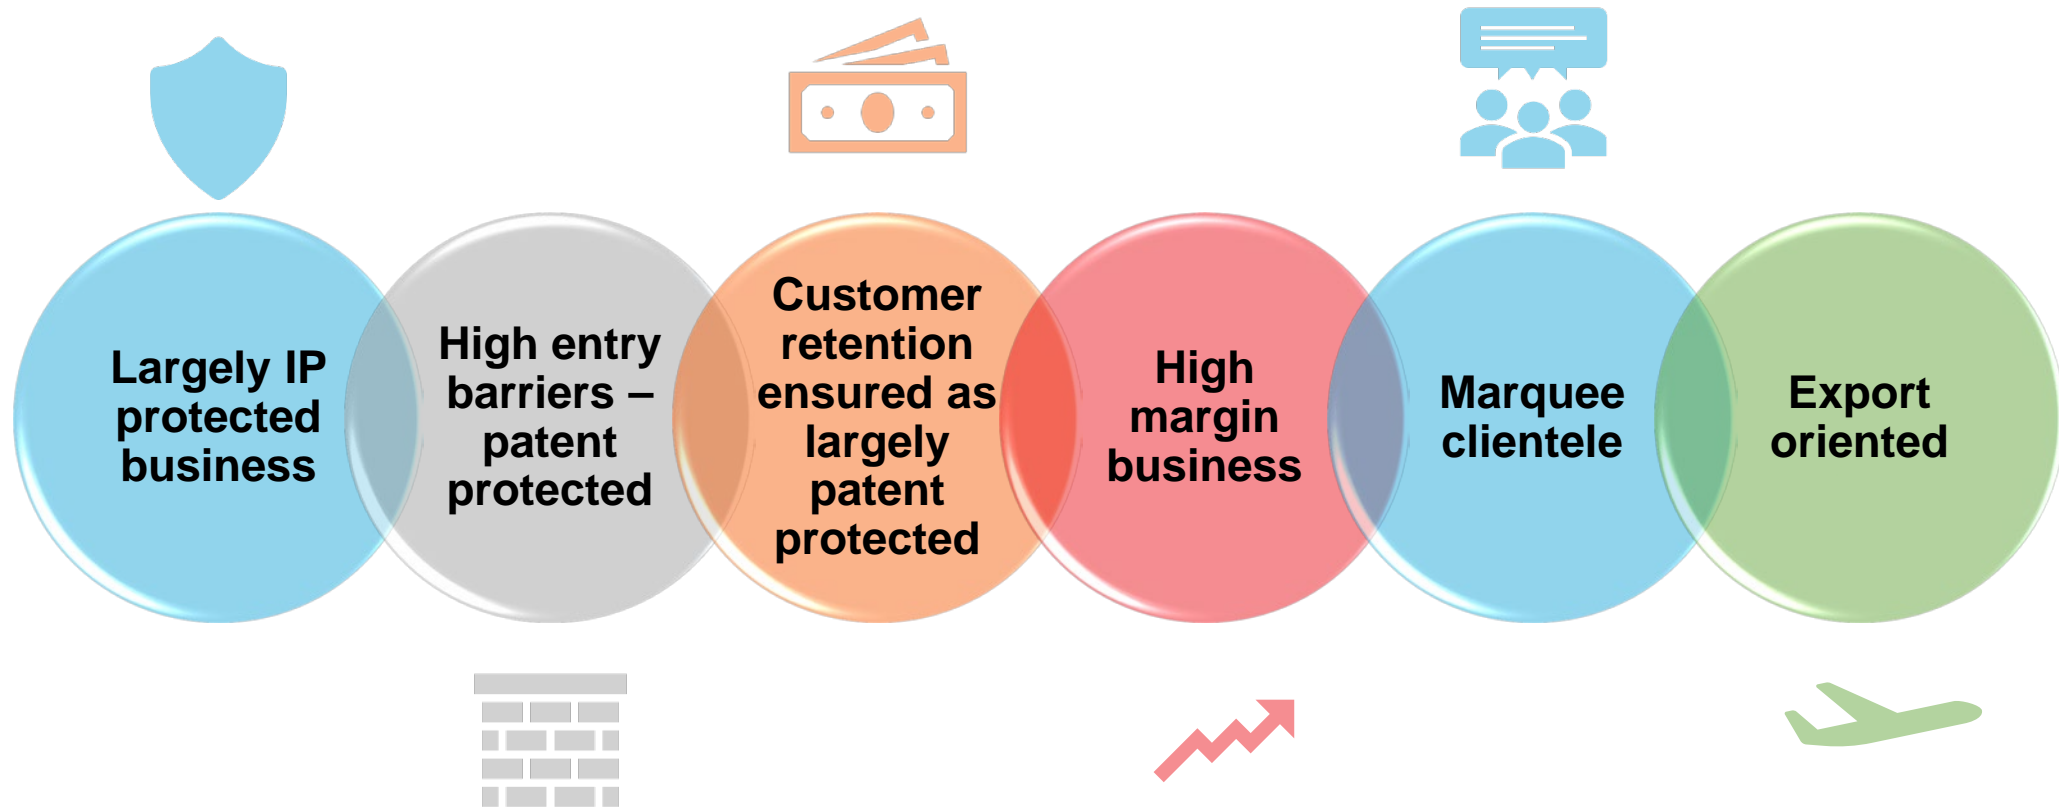 Largely IP
protected
business
High entry
barriers –
patent
protected
Customer
retention
ensured as
largely
patent
protected
High
margin
business
Marquee
clientele
Export
oriented